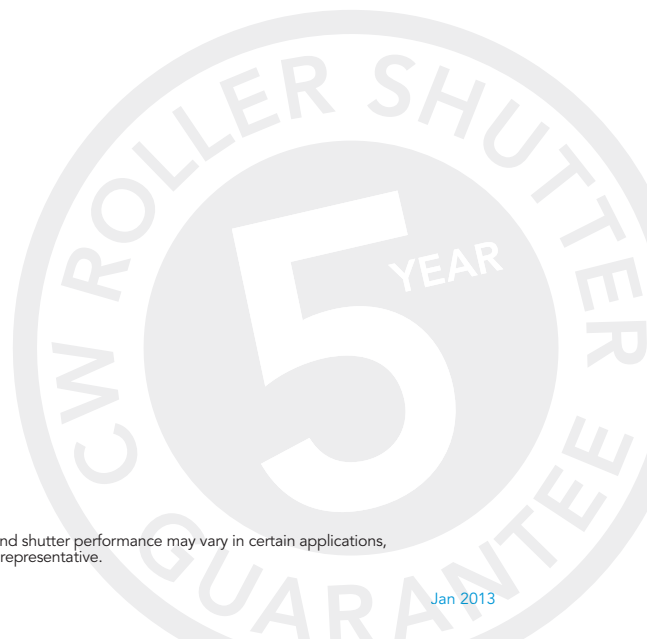 CW ROLLER SHUTTER
5
YEAR
GUARANTEE
nd shutter performance may vary in certain applications,
representative.
Jan 2013